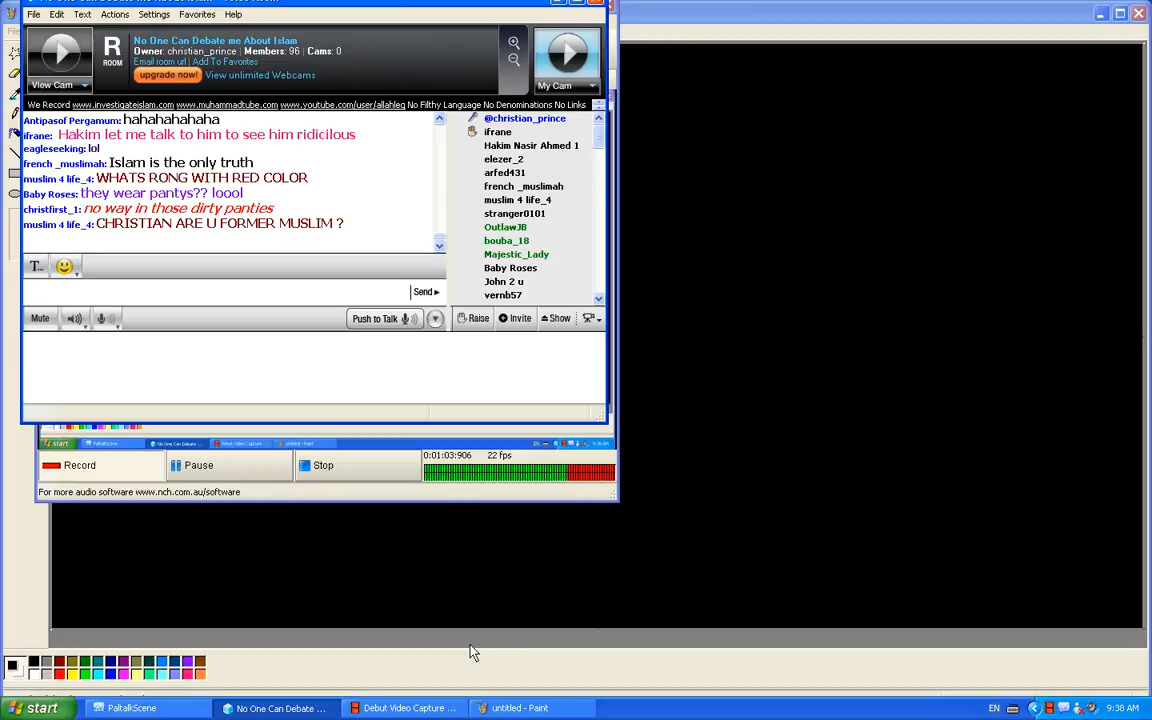 File Edit Text Actions Settings Favorites Help
R
ROOM
No One Can Debate me About Islam
Owner: christian_prince | Members: 96 | Cams: 0
Email room url | Add To Favorites
upgrade now! View unlimited Webcams
View Cam
My Cam
We Record www.investigateislam.com www.muhammadtube.com www.youtube.com/user/allahleg No Filthy Language No Denominations No Links
Antipasof Pergamum: hahahahahaha
ifrane: Hakim let me talk to him to see him ridicilous
eagleseeking: lol
french _muslimah: Islam is the only truth
muslim 4 life_4: WHATS RONG WITH RED COLOR
Baby Roses: they wear pantys?? loool
christfirst_1: no way in those dirty panties
muslim 4 life_4: CHRISTIAN ARE U FORMER MUSLIM ?
@christian_prince
ifrane
Hakim Nasir Ahmed 1
elezer_2
arfed431
french _muslimah
muslim 4 life_4
stranger0101
OutlawJB
bouba_18
Majestic_Lady
Baby Roses
John 2 u
vernb57
T...
Send
Mute
Push to Talk
Raise Invite Show
start
Record Pause Stop
0:01:03:906 22 fps
For more audio software www.nch.com.au/software
start PaltalkScene No One Can Debate ... Debut Video Capture ... untitled - Paint EN 9:38 AM